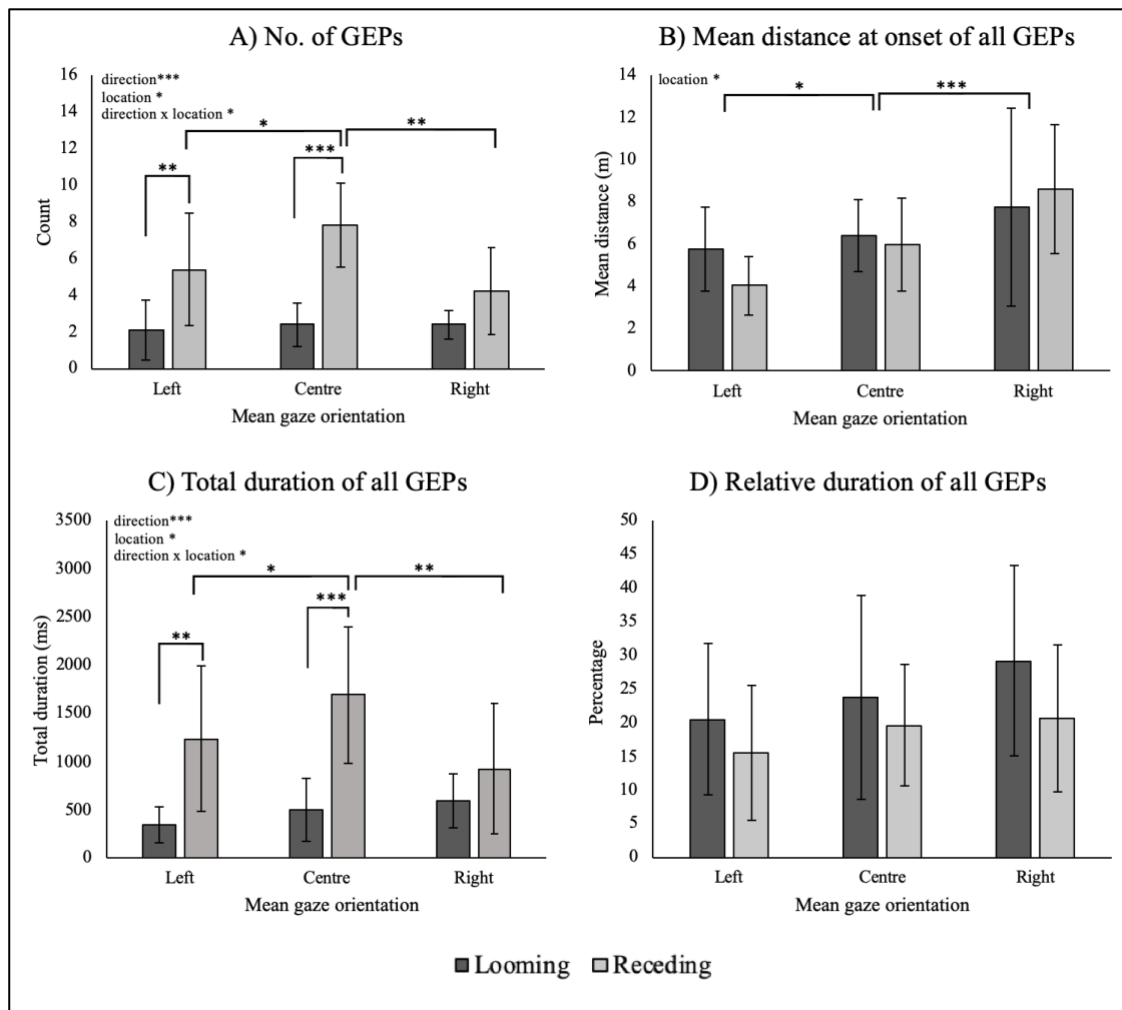 A) No. of GEPs
direction***
location *
direction x location *
16
14
12
10
8
6
4
2
0
Count
**
*
***
**
Left Centre Right
Mean gaze orientation
B) Mean distance at onset of all GEPs
location *
14
12
10
8
6
4
2
0
Mean distance (m)
*
***
Left Centre Right
Mean gaze orientation
C) Total duration of all GEPs
direction***
location *
direction x location *
3500
3000
2500
2000
1500
1000
500
0
Total duration (ms)
**
*
***
**
Left Centre Right
Mean gaze orientation
D) Relative duration of all GEPs
50
45
40
35
30
25
20
15
10
5
0
Percentage
Left Centre Right
Mean gaze orientation
Looming Receding